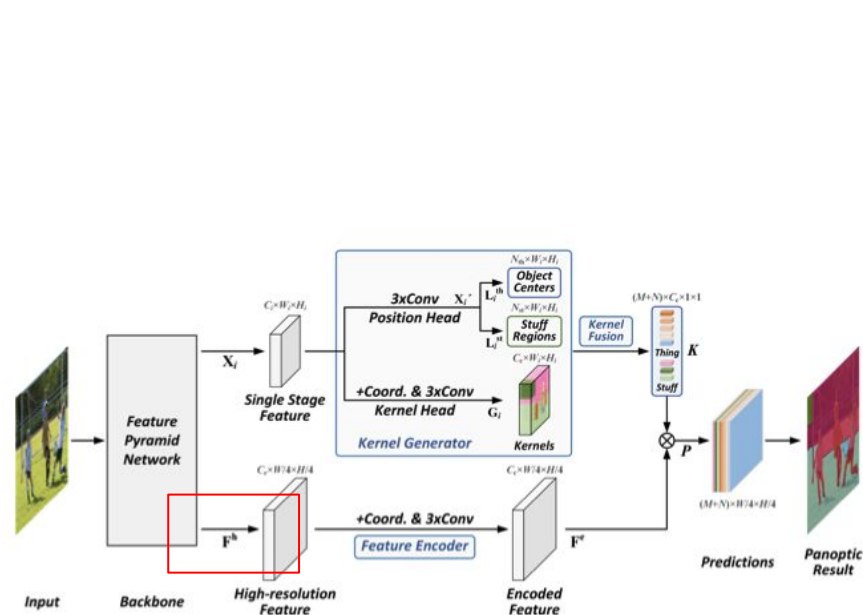 N_th×W_i×H_i
Object
Centers
3xConv X_i´ L_i^th
Position Head
N_st×W_i×H_i
Stuff
Regions
L_i^st
(M+N)×C_e×1×1
Kernel
Fusion
Thing K
Stuff
C_i×W_i×H_i
X_i
Single Stage
Feature
C_e×W_i×H_i
+Coord. & 3xConv
Kernel Head G_i
Kernel Generator
Kernels
Feature
Pyramid
Network
P
C_e×W/4×H/4
C_e×W/4×H/4
+Coord. & 3xConv
F^h
Feature Encoder
F^e
(M+N)×W/4×H/4
Predictions
Panoptic
Result
Input
Backbone
High-resolution
Feature
Encoded
Feature